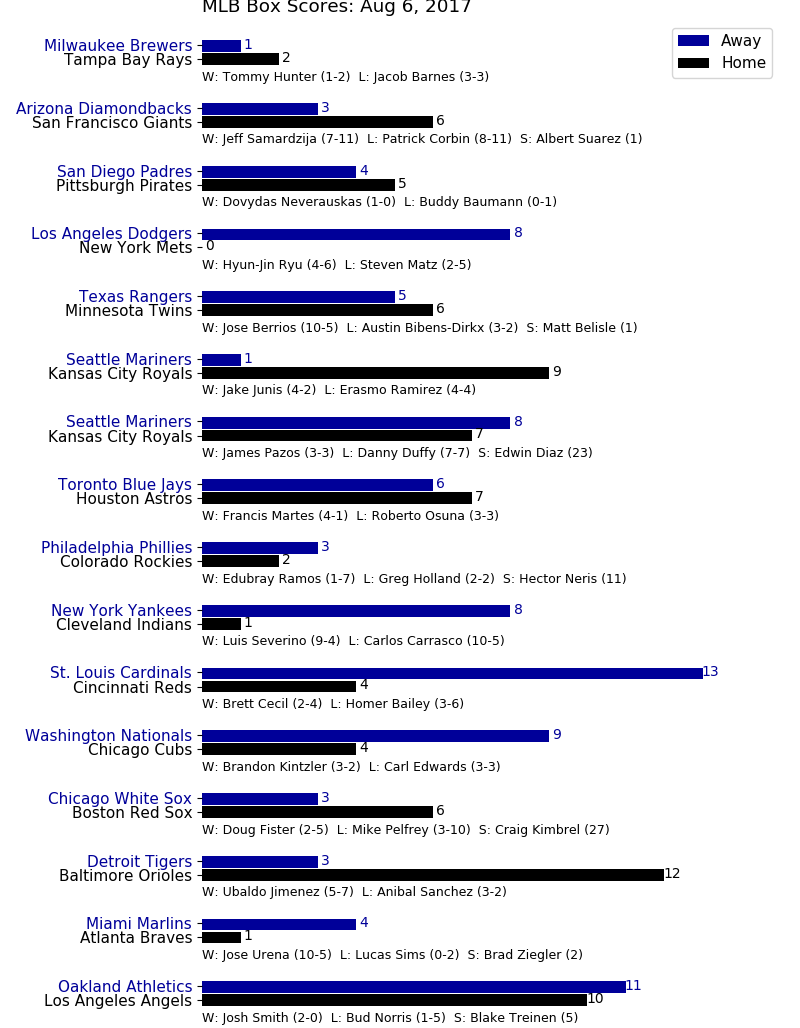 MLB Box Scores: Aug 6, 2017
Away
Home
Milwaukee Brewers 1
Tampa Bay Rays 2
W: Tommy Hunter (1-2) L: Jacob Barnes (3-3)
Arizona Diamondbacks 3
San Francisco Giants 6
W: Jeff Samardzija (7-11) L: Patrick Corbin (8-11) S: Albert Suarez (1)
San Diego Padres 4
Pittsburgh Pirates 5
W: Dovydas Neverauskas (1-0) L: Buddy Baumann (0-1)
Los Angeles Dodgers 8
New York Mets 0
W: Hyun-Jin Ryu (4-6) L: Steven Matz (2-5)
Texas Rangers 5
Minnesota Twins 6
W: Jose Berrios (10-5) L: Austin Bibens-Dirkx (3-2) S: Matt Belisle (1)
Seattle Mariners 1
Kansas City Royals 9
W: Jake Junis (4-2) L: Erasmo Ramirez (4-4)
Seattle Mariners 8
Kansas City Royals 7
W: James Pazos (3-3) L: Danny Duffy (7-7) S: Edwin Diaz (23)
Toronto Blue Jays 6
Houston Astros 7
W: Francis Martes (4-1) L: Roberto Osuna (3-3)
Philadelphia Phillies 3
Colorado Rockies 2
W: Edubray Ramos (1-7) L: Greg Holland (2-2) S: Hector Neris (11)
New York Yankees 8
Cleveland Indians 1
W: Luis Severino (9-4) L: Carlos Carrasco (10-5)
St. Louis Cardinals 13
Cincinnati Reds 4
W: Brett Cecil (2-4) L: Homer Bailey (3-6)
Washington Nationals 9
Chicago Cubs 4
W: Brandon Kintzler (3-2) L: Carl Edwards (3-3)
Chicago White Sox 3
Boston Red Sox 6
W: Doug Fister (2-5) L: Mike Pelfrey (3-10) S: Craig Kimbrel (27)
Detroit Tigers 3
Baltimore Orioles 12
W: Ubaldo Jimenez (5-7) L: Anibal Sanchez (3-2)
Miami Marlins 4
Atlanta Braves 1
W: Jose Urena (10-5) L: Lucas Sims (0-2) S: Brad Ziegler (2)
Oakland Athletics 11
Los Angeles Angels 10
W: Josh Smith (2-0) L: Bud Norris (1-5) S: Blake Treinen (5)